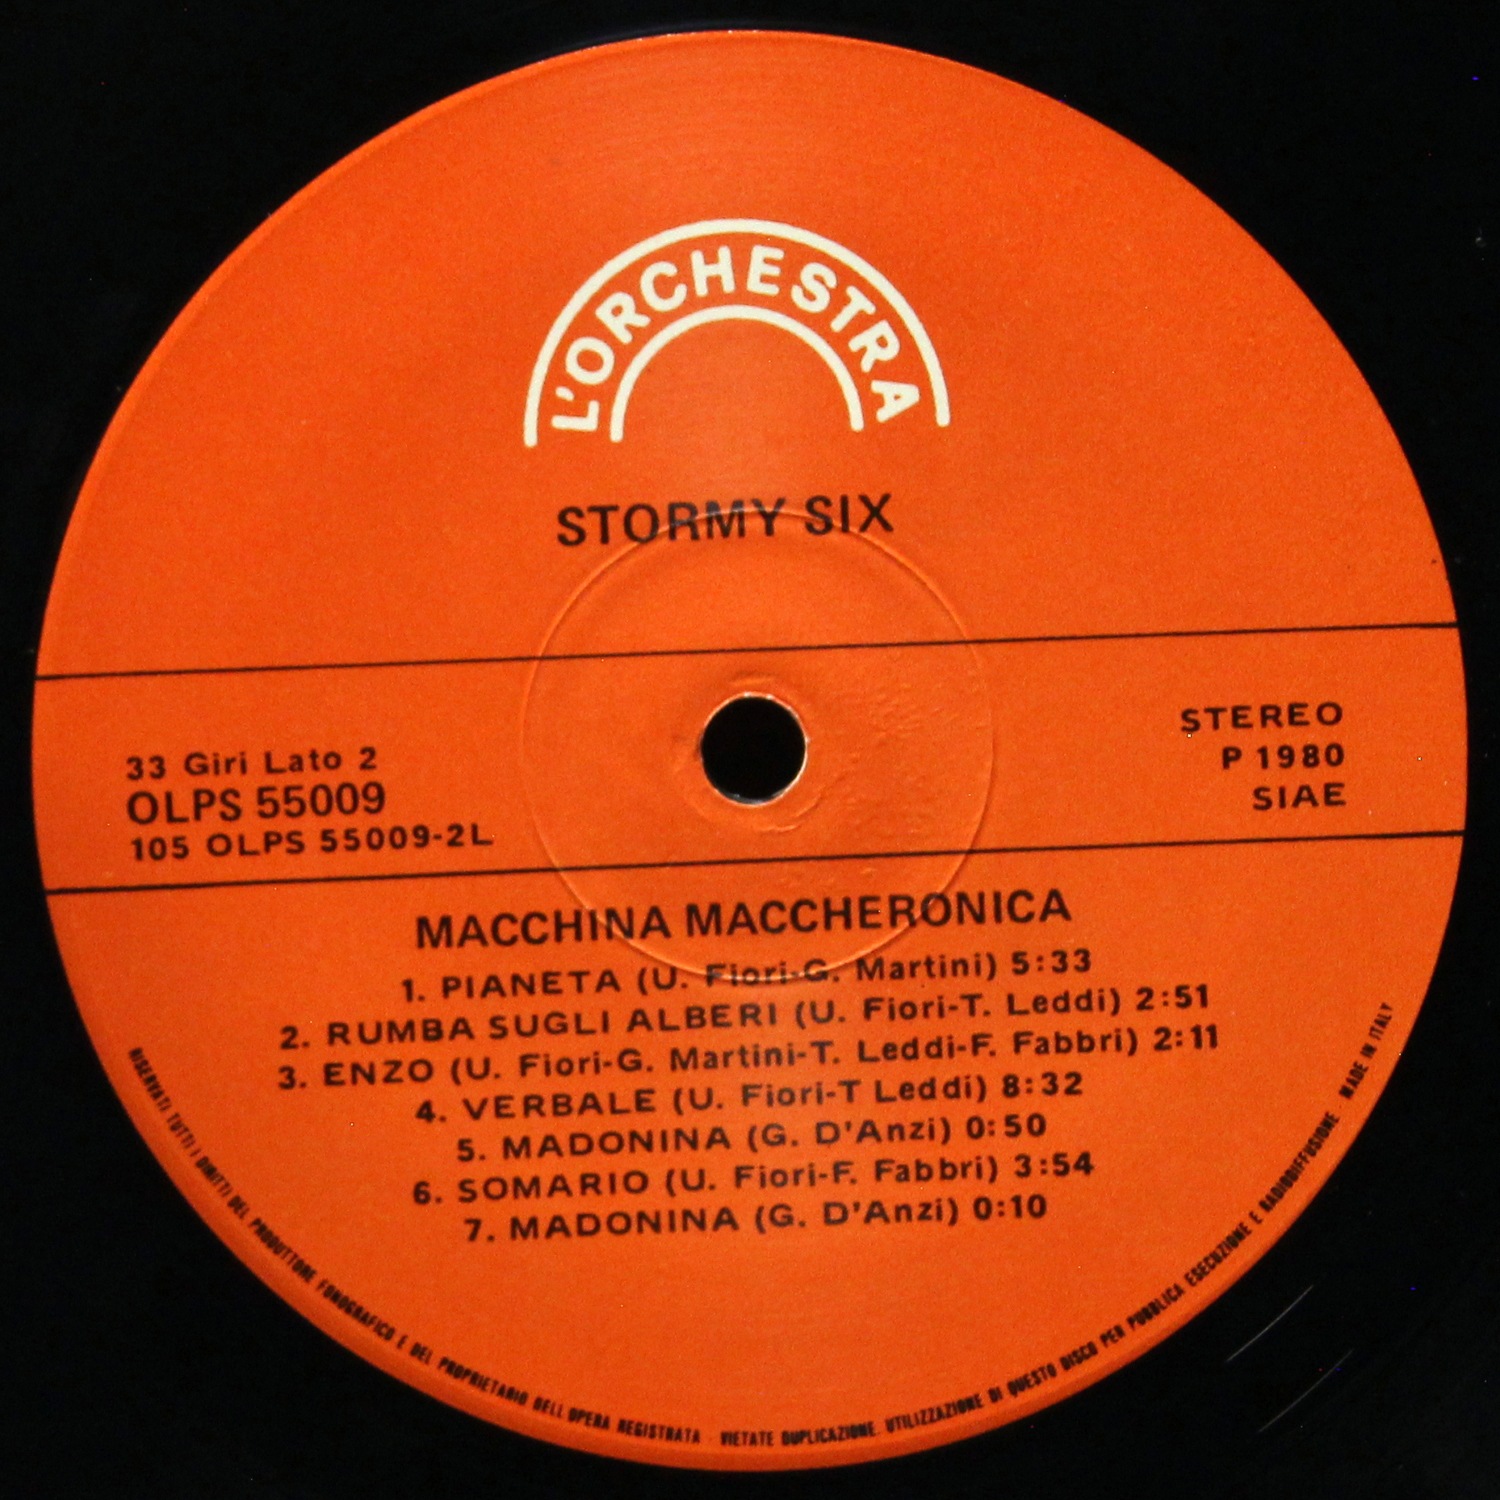 L'ORCHESTRA
STORMY SIX
33 Giri Lato 2
OLPS 55009
105 OLPS 55009-2L
STEREO
P 1980
SIAE
MACCHINA MACCHERONICA
1. PIANETA (U. Fiori-G. Martini) 5:33
2. RUMBA SUGLI ALBERI (U. Fiori-T. Leddi) 2:51
3. ENZO (U. Fiori-G. Martini-T. Leddi-F. Fabbri) 2:11
4. VERBALE (U. Fiori-T Leddi) 8:32
5. MADONINA (G. D'Anzi) 0:50
6. SOMARIO (U. Fiori-F. Fabbri) 3:54
7. MADONINA (G. D'Anzi) 0:10
RISERVATI TUTTI I DIRITTI DEL PRODUTTORE FONOGRAFICO E DEL PROPRIETARIO DELL OPERA REGISTRATA VIETATE DUPLICAZIONE. UTILIZZAZIONE DI QUESTO DISCO PER PUBBLICA ESECUZIONE E RADIODIFFUSIONE MADE IN ITALY